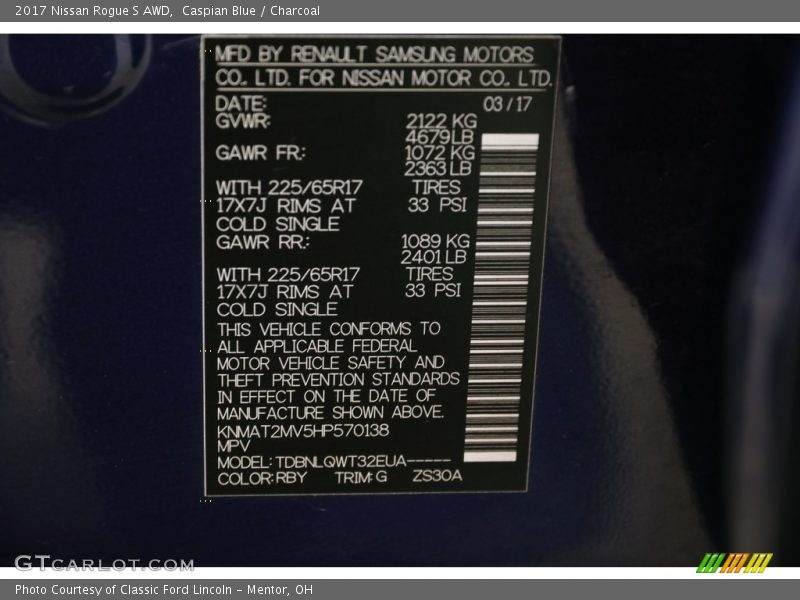 2017 Nissan Rogue S AWD,  Caspian Blue / Charcoal
MFD BY RENAULT SAMSUNG MOTORS
CO., LTD. FOR NISSAN MOTOR CO., LTD.
DATE: 03/17
GVWR: 2122 KG
4679LB
GAWR FR: 1072 KG
2363LB
WITH 225/65R17 TIRES
17X7J RIMS AT 33 PSI
COLD SINGLE
GAWR RR: 1089 KG
2401LB
WITH 225/65R17 TIRES
17X7J RIMS AT 33 PSI
COLD SINGLE
THIS VEHICLE CONFORMS TO
ALL APPLICABLE FEDERAL
MOTOR VEHICLE SAFETY AND
THEFT PREVENTION STANDARDS
IN EFFECT ON THE DATE OF
MANUFACTURE SHOWN ABOVE.
KNMAT2MV5HP570138
MPV
MODEL: TDBNLQWT32EUA-----
COLOR:RBY TRIM:G ZS30A
GTCARLOT.COM
Photo Courtesy of Classic Ford Lincoln - Mentor, OH